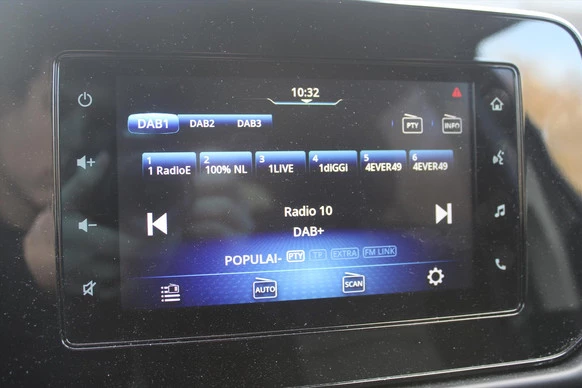 10:32
DAB1 DAB2 DAB3 PTY INFO
1 2 3 4 5 6
1 RadioE 100% NL 1LIVE 1diGGi 4EVER49 4EVER49
Radio 10
DAB+
POPULAI- PTY TP EXTRA FM LINK
AUTO SCAN